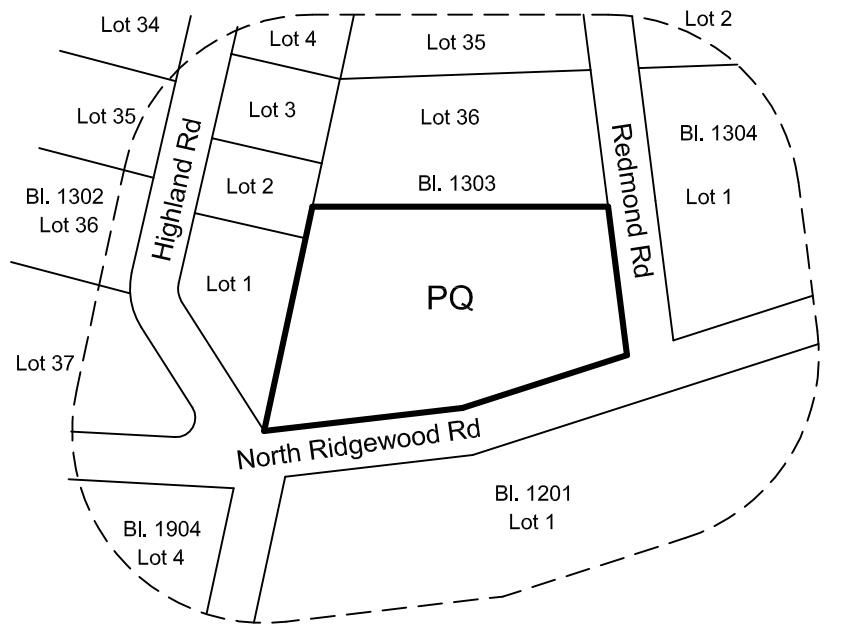 Lot 34
Lot 4
Lot 35
Lot 2
Lot 35
Lot 3
Lot 36
Bl. 1304
Highland Rd
Redmond Rd
Lot 2
Bl. 1303
Bl. 1302
Lot 36
Lot 1
Lot 1
PQ
Lot 37
North Ridgewood Rd
Bl. 1201
Lot 1
Bl. 1904
Lot 4